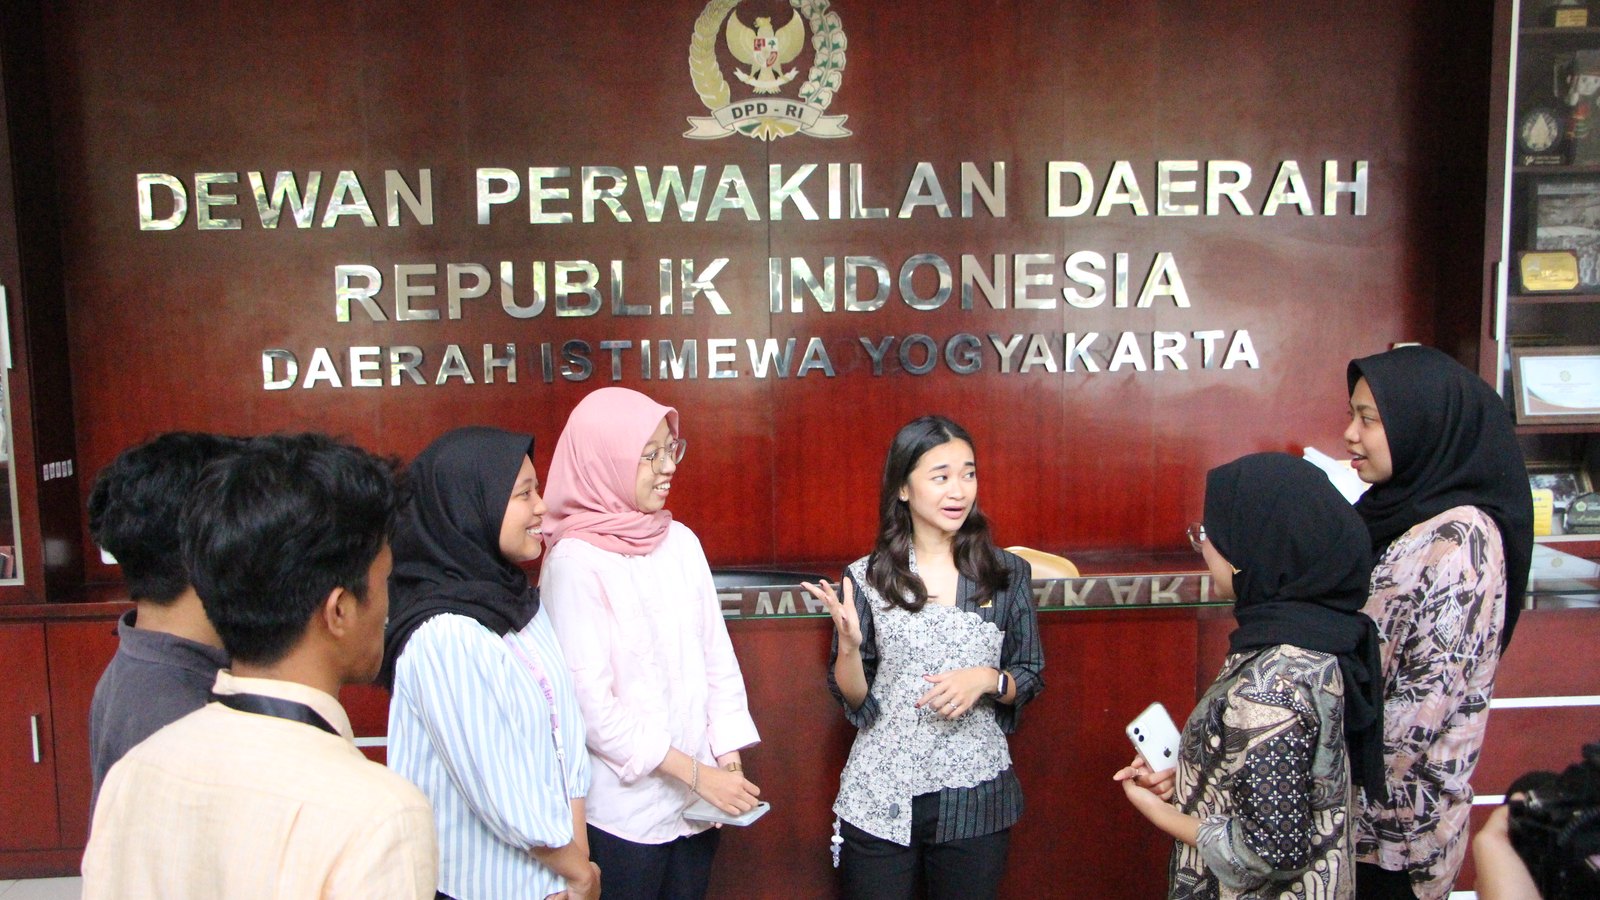 DPD - RI
DEWAN PERWAKILAN DAERAH
REPUBLIK INDONESIA
DAERAH ISTIMEWA YOGYAKARTA